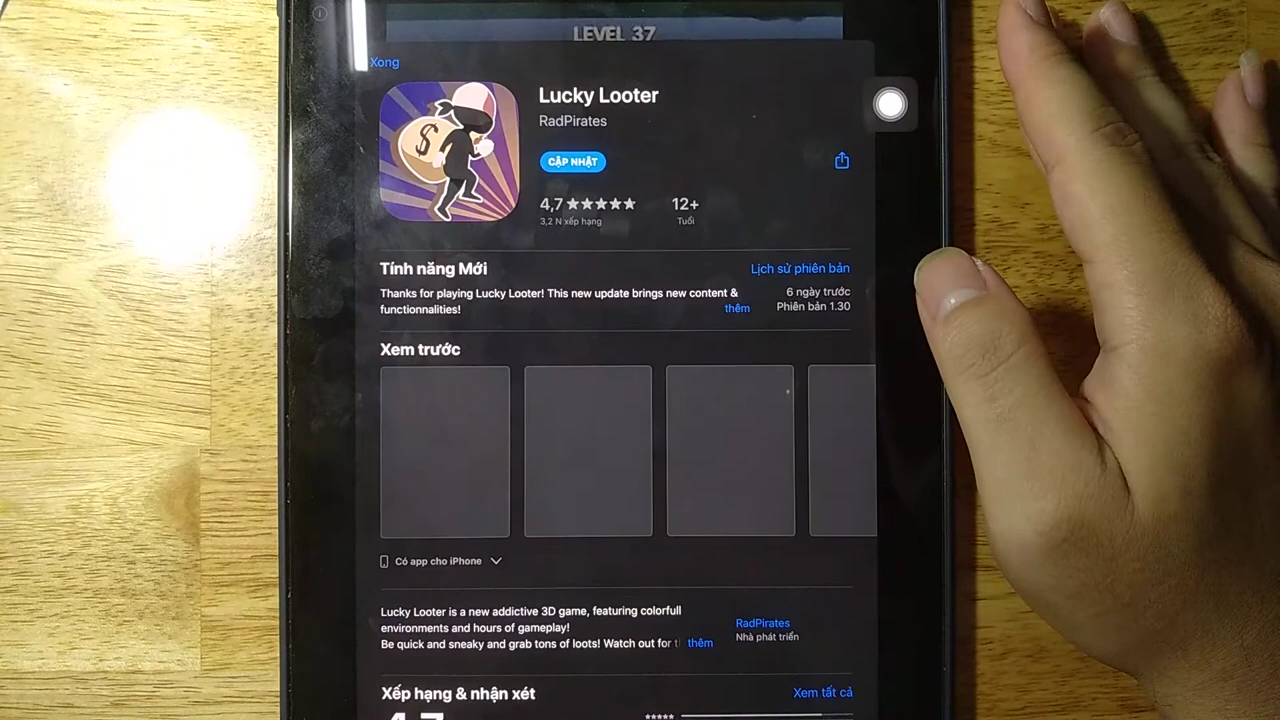 LEVEL 37
Xong
Lucky Looter
RadPirates
$
CẬP NHẬT
4,7 ★★★★★
3,2 N xếp hạng
12+
Tuổi
Tính năng Mới
Lịch sử phiên bản
Thanks for playing Lucky Looter! This new update brings new content &
functionnalities!
thêm
6 ngày trước
Phiên bản 1.30
Xem trước
Có app cho iPhone
Lucky Looter is a new addictive 3D game, featuring colorfull
environments and hours of gameplay!
Be quick and sneaky and grab tons of loots! Watch out for
thêm
RadPirates
Nhà phát triển
Xếp hạng & nhận xét
Xem tất cả
4,7
★★★★★